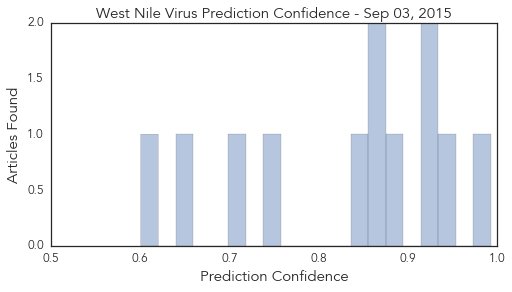 West Nile Virus Prediction Confidence - Sep 03, 2015
Articles Found
2.0
1.5
1.0
0.5
0.0
0.5 0.6 0.7 0.8 0.9 1.0
Prediction Confidence